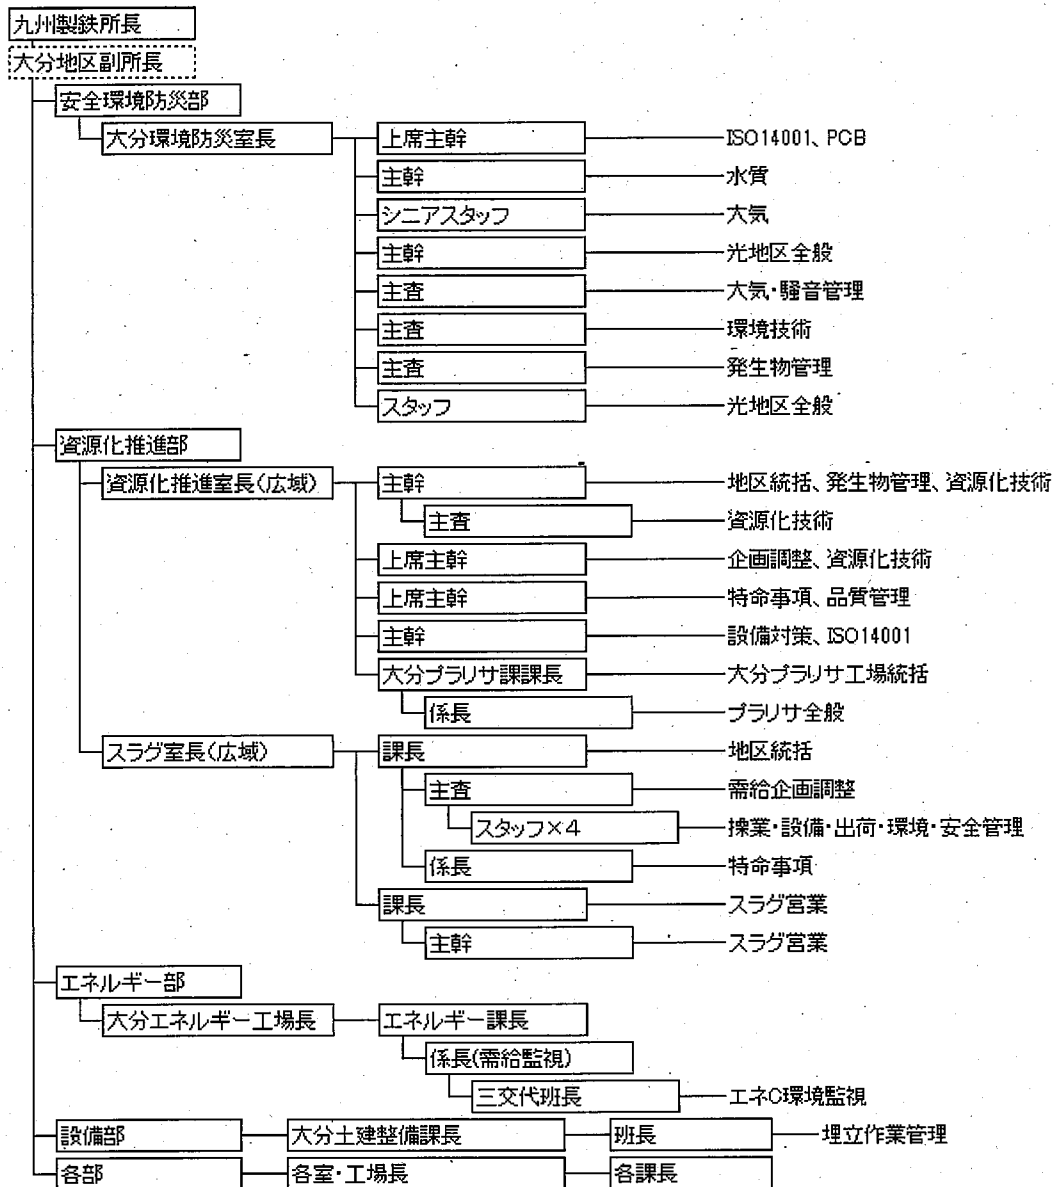 九州製鉄所長
大分地区副所長
安全環境防災部
大分環境防災室長 上席主幹 ISO14001、PCB
主幹 水質
シニアスタッフ 大気
主幹 光地区全般
主査 大気・騒音管理
主査 環境技術
主査 発生物管理
スタッフ 光地区全般
資源化推進部
資源化推進室長(広域) 主幹 地区統括、発生物管理、資源化技術
主査 資源化技術
上席主幹 企画調整、資源化技術
上席主幹 特命事項、品質管理
主幹 設備対策、ISO14001
大分プラリサ課課長 大分プラリサ工場統括
係長 プラリサ全般
スラグ室長(広域) 課長 地区統括
主査 需給企画調整
スタッフ×4 操業・設備・出荷・環境・安全管理
係長 特命事項
課長 スラグ営業
主幹 スラグ営業
エネルギー部
大分エネルギー工場長 エネルギー課長
係長(需給監視)
三交代班長 エネC環境監視
設備部 大分土建整備課長 班長 埋立作業管理
各部 各室・工場長 各課長